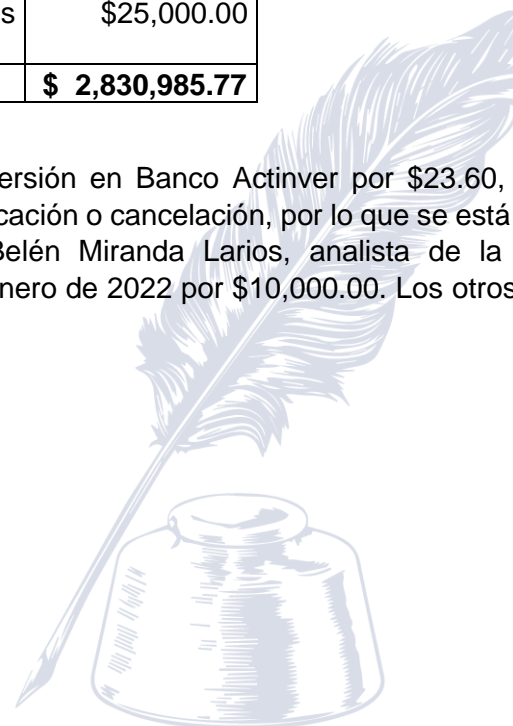 s $25,000.00
$ 2,830,985.77
ersión en Banco Actinver por $23.60,
cación o cancelación, por lo que se está
Belén Miranda Larios, analista de la
nero de 2022 por $10,000.00. Los otros